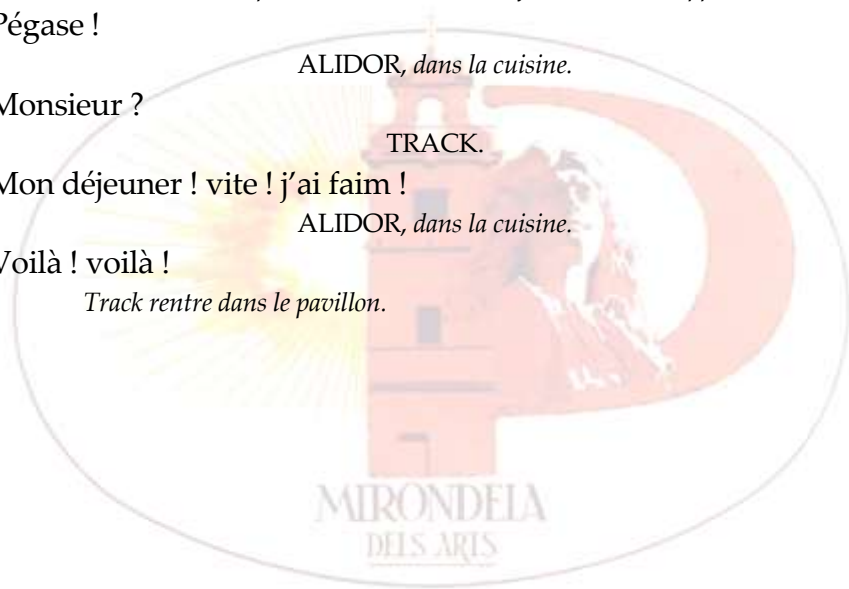 Pégase !
ALIDOR, dans la cuisine.
Monsieur ?
TRACK.
Mon déjeuner ! vite ! j'ai faim !
ALIDOR, dans la cuisine.
Voilà ! voilà !
Track rentre dans le pavillon.
MIRONDELA
DELS ARTS